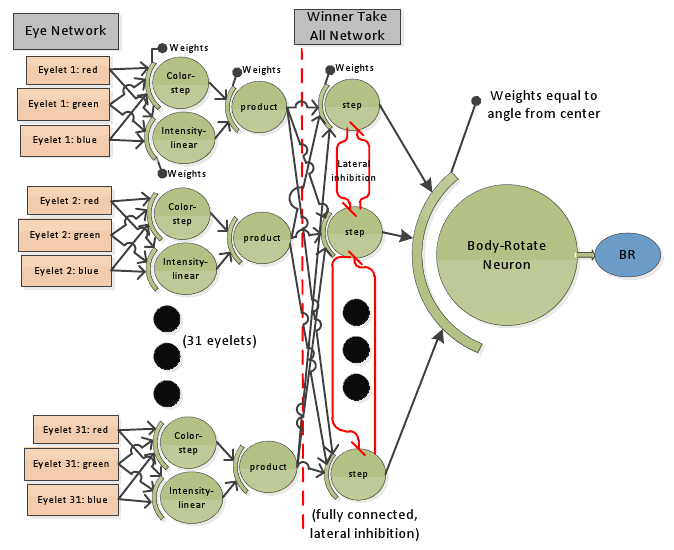 Eye Network
Winner Take
All Network
Eyelet 1: red
Eyelet 1: green
Eyelet 1: blue
Weights
Color-
step
Intensity-
linear
Weights
Weights
product
Weights
step
Lateral
inhibition
Weights equal to
angle from center
Eyelet 2: red
Eyelet 2: green
Eyelet 2: blue
Color-
step
Intensity-
linear
product
step
Body-Rotate
Neuron
BR
(31 eyelets)
Eyelet 31: red
Eyelet 31: green
Eyelet 31: blue
Color-
step
Intensity-
linear
product
step
(fully connected,
lateral inhibition)